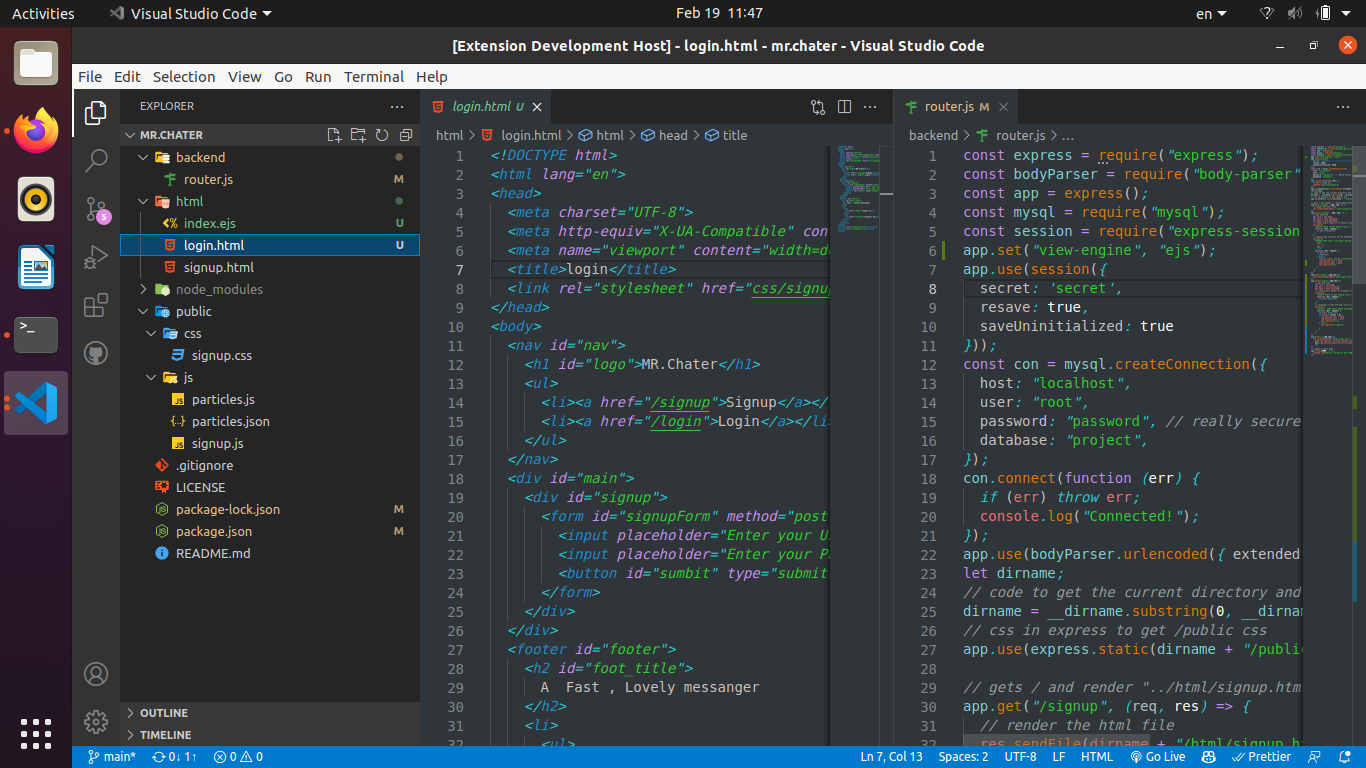 Activities
Visual Studio Code
Feb 19 11:47
en
[Extension Development Host] - login.html - mr.chater - Visual Studio Code
File Edit Selection View Go Run Terminal Help
EXPLORER
MR.CHATER
backend
router.js M
html
index.ejs U
login.html U
signup.html
node_modules
public
css
signup.css
js
particles.js
particles.json
signup.js
.gitignore
LICENSE
package-lock.json M
package.json M
README.md
OUTLINE
TIMELINE
5
login.html U
html > login.html > html > head > title
1 <!DOCTYPE html>
2 <html lang="en">
3 <head>
4 <meta charset="UTF-8">
5 <meta http-equiv="X-UA-Compatible" con
6 <meta name="viewport" content="width=de
7 <title>login</title>
8 <link rel="stylesheet" href="css/signup
9 </head>
10 <body>
11 <nav id="nav">
12 <h1 id="logo">MR.Chater</h1>
13 <ul>
14 <li><a href="/signup">Signup</a></
15 <li><a href="/login">Login</a></li
16 </ul>
17 </nav>
18 <div id="main">
19 <div id="signup">
20 <form id="signupForm" method="post
21 <input placeholder="Enter your U
22 <input placeholder="Enter your P
23 <button id="sumbit" type="submit
24 </form>
25 </div>
26 </div>
27 <footer id="footer">
28 <h2 id="foot_title">
29 A  Fast , Lovely messanger
30 </h2>
31 <li>
32 <ul>
router.js M
backend > router.js > ...
1 const express = require("express");
2 const bodyParser = require("body-parser"
3 const app = express();
4 const mysql = require("mysql");
5 const session = require("express-session
6 app.set("view-engine", "ejs");
7 app.use(session({
8 secret: 'secret',
9 resave: true,
10 saveUninitialized: true
11 }));
12 const con = mysql.createConnection({
13 host: "localhost",
14 user: "root",
15 password: "password", // really secure
16 database: "project",
17 });
18 con.connect(function (err) {
19 if (err) throw err;
20 console.log("Connected!");
21 });
22 app.use(bodyParser.urlencoded({ extended
23 let dirname;
24 // code to get the current directory and
25 dirname = __dirname.substring(0, __dirna
26 // css in express to get /public css
27 app.use(express.static(dirname + "/publi
28
29 // gets / and render "../html/signup.htm
30 app.get("/signup", (req, res) => {
31 // render the html file
32 res.sendFile(dirname + "/html/signup.h
main* 0↓ 1↑ 0 0
Ln 7, Col 13 Spaces: 2 UTF-8 LF HTML Go Live Prettier